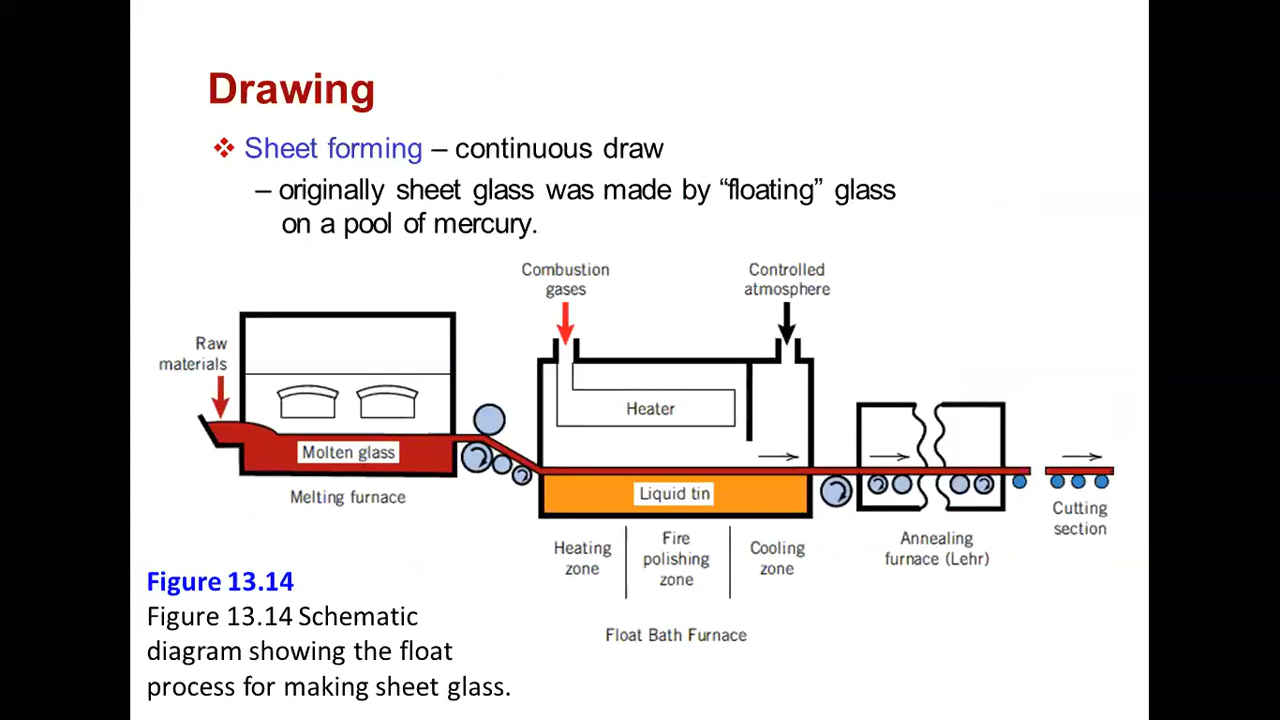 Drawing
Sheet forming – continuous draw
– originally sheet glass was made by “floating” glass
on a pool of mercury.
Combustion
gases
Controlled
atmosphere
Raw
materials
Heater
Molten glass
Melting furnace
Liquid tin
Heating
zone
Fire
polishing
zone
Cooling
zone
Float Bath Furnace
Annealing
furnace (Lehr)
Cutting
section
Figure 13.14
Figure 13.14 Schematic
diagram showing the float
process for making sheet glass.